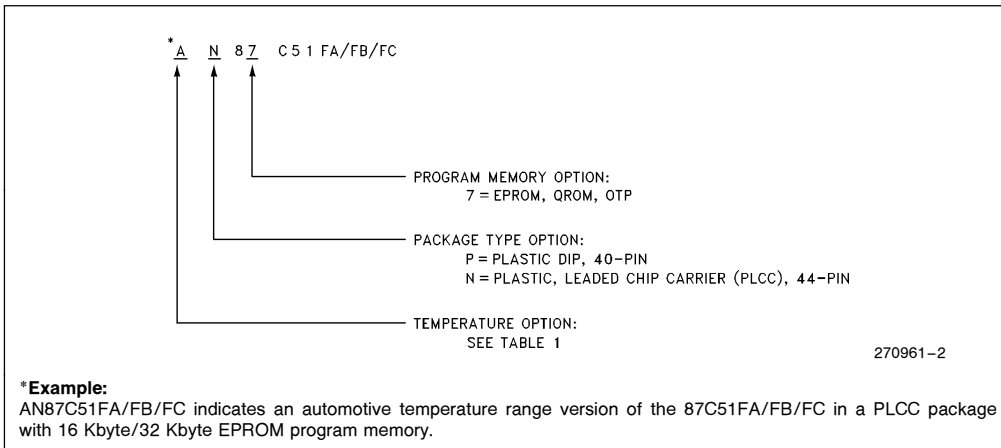 *A N 87 C51FA/FB/FC
PROGRAM MEMORY OPTION:
7 = EPROM, QROM, OTP
PACKAGE TYPE OPTION:
P = PLASTIC DIP, 40-PIN
N = PLASTIC, LEADED CHIP CARRIER (PLCC), 44-PIN
TEMPERATURE OPTION:
SEE TABLE 1
270961-2
*Example:
AN87C51FA/FB/FC indicates an automotive temperature range version of the 87C51FA/FB/FC in a PLCC package
with 16 Kbyte/32 Kbyte EPROM program memory.